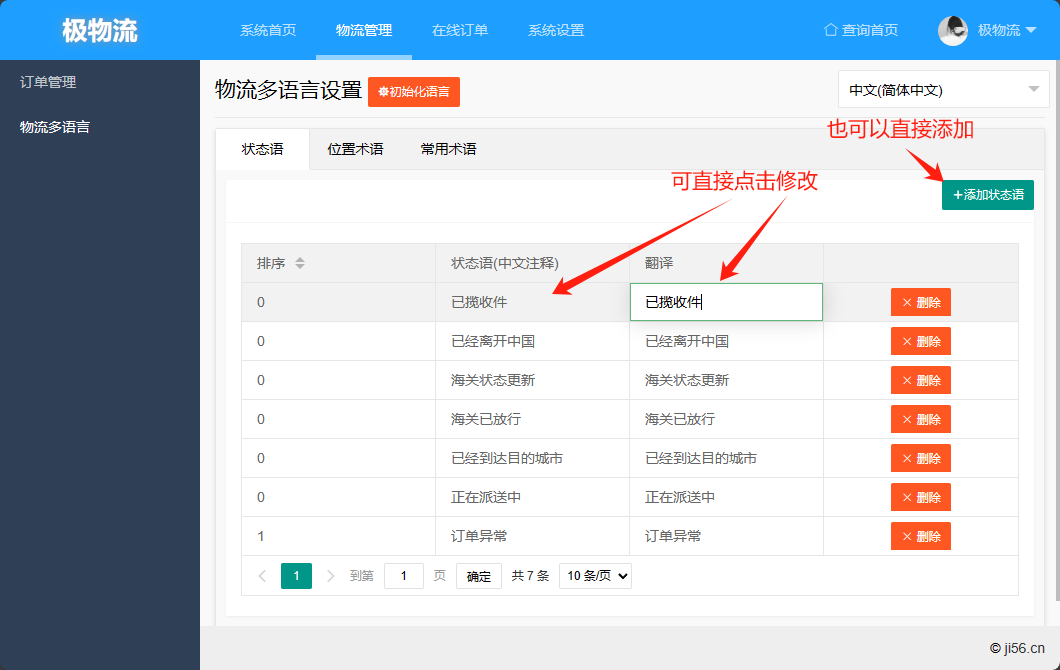 极物流 系统首页 物流管理 在线订单 系统设置 查询首页 极物流
订单管理
物流多语言
物流多语言设置 初始化语言 中文(简体中文)
也可以直接添加
状态语 位置术语 常用术语
可直接点击修改
+添加状态语
排序 状态语(中文注释) 翻译
0 已揽收件 已揽收件 × 删除
0 已经离开中国 已经离开中国 × 删除
0 海关状态更新 海关状态更新 × 删除
0 海关已放行 海关已放行 × 删除
0 已经到达目的城市 已经到达目的城市 × 删除
0 正在派送中 正在派送中 × 删除
1 订单异常 订单异常 × 删除
1 到第 1 页 确定 共 7 条 10 条/页
© ji56.cn